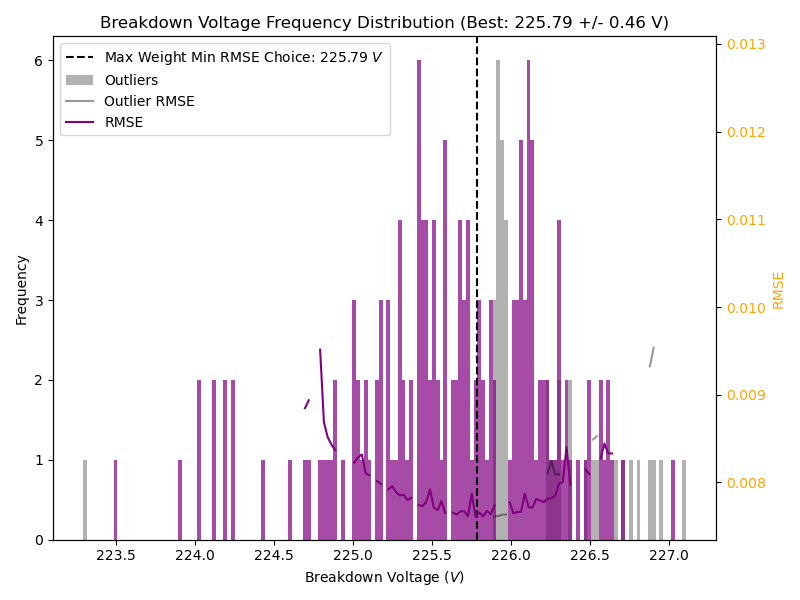 Breakdown Voltage Frequency Distribution (Best: 225.79 +/- 0.46 V)
Max Weight Min RMSE Choice: 225.79 V
Outliers
Outlier RMSE
RMSE
6
5
4
3
2
1
0
Frequency
0.013
0.012
0.011
0.010
0.009
0.008
RMSE
223.5 224.0 224.5 225.0 225.5 226.0 226.5 227.0
Breakdown Voltage (V)